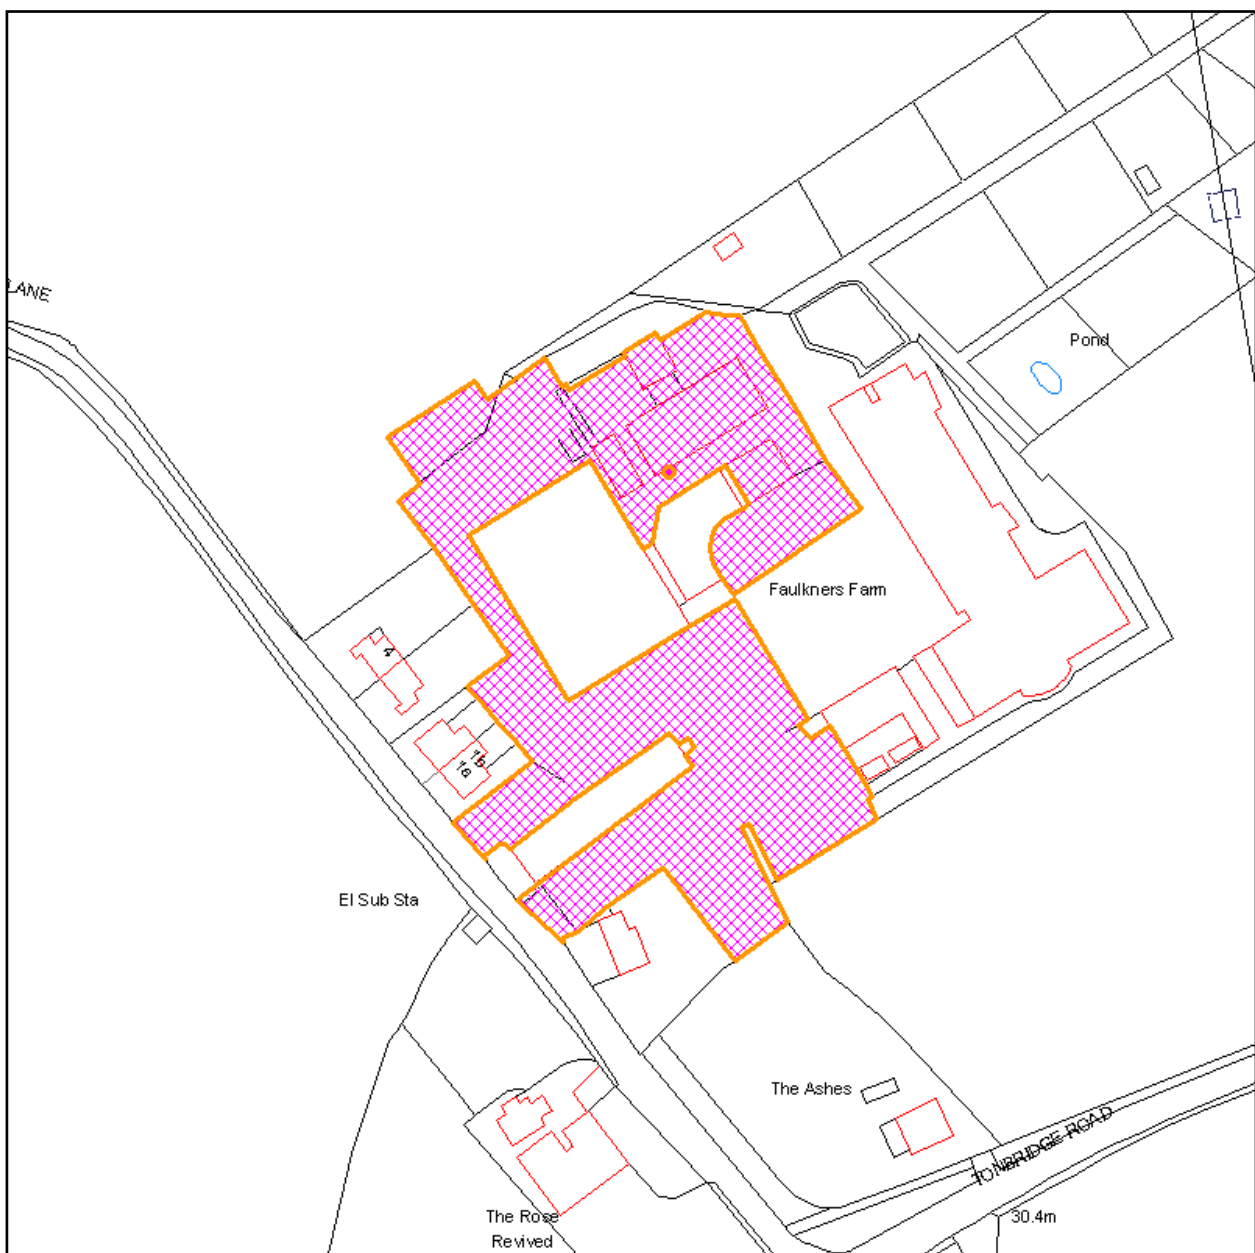 LANE
Pond
Faulkners Farm
4
1b
1a
El Sub Sta
The Ashes
TONBRIDGE ROAD
The Rose
Revived
30.4m